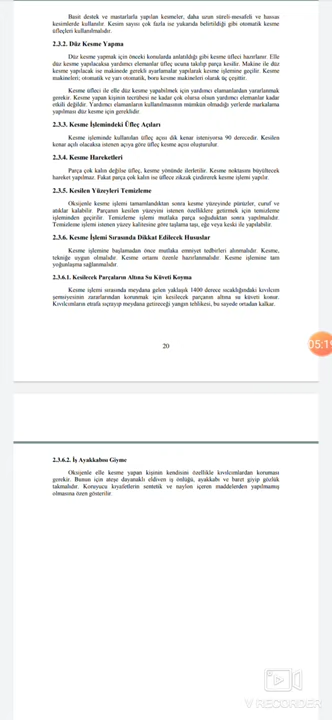 Basit destek ve mastarlarla yapılan kesmeler, daha uzun süreli-mesafeli ve hassas
kesimlerde kullanılır. Kesim sayısı çok fazla ise yukarıda belirtildiği gibi otomatik kesme
üfleçleri kullanılmalıdır.
2.3.2. Düz Kesme Yapma
Düz kesme yapmak için önceki konularda anlatıldığı gibi kesme üfleci hazırlanır. Elle
düz kesme yapılacaksa yardımcı elemanlar üfleç ucuna takılıp parça kesilir. Makine ile düz
kesme yapılacak ise makinede gerekli ayarlamalar yapılarak kesme işlemine geçilir. Kesme
makineleri; otomatik ve yarı otomatik, boru kesme makineleri olarak üç çeşittir.
Kesme üfleci ile elle düz kesme yapabilmek için yardımcı elemanlardan yararlanmak
gerekir. Kesme yapan kişinin tecrübesi ne kadar çok olursa olsun yardımcı elemanlar kadar
etkili değildir. Yardımcı elemanların kullanılmasının mümkün olmadığı yerlerde markalama
yapılması düz kesme için gereklidir.
2.3.3. Kesme İşlemindeki Üfleç Açıları
Kesme işleminde kullanılan üfleç açısı dik kenar isteniyorsa 90 derecedir. Kesilen
kenar açılı olacaksa istenen açıya göre üfleç kesme açısı oluşturulur.
2.3.4. Kesme Hareketleri
Parça çok kalın değilse üfleç, kesme yönünde ilerletilir. Kesme noktasını büyültecek
hareket yapılmaz. Fakat parça çok kalın ise üflece zikzak çizdirerek kesme işlemi yapılır.
2.3.5. Kesilen Yüzeyleri Temizleme
Oksijenle kesme işlemi tamamlandıktan sonra kesme yüzeyinde pürüzler, curuf ve
atıklar kalabilir. Parçanın kesilen yüzeyini istenen özelliklere getirmek için temizleme
işleminden geçirilir. Temizleme işlemi mutlaka parça soğuduktan sonra yapılmalıdır.
Temizleme işlemi istenen yüzey kalitesine göre taşlama taşı, eğe veya keski ile yapılabilir.
2.3.6. Kesme İşlemi Sırasında Dikkat Edilecek Hususlar
Kesme işlemine başlamadan önce mutlaka emniyet tedbirleri alınmalıdır. Kesme,
tekniğe uygun olmalıdır. Kesme ortamı özenle hazırlanmalıdır. Kesme işlemine tam
yoğunlaşma sağlanmalıdır.
2.3.6.1. Kesilecek Parçaların Altına Su Küveti Koyma
Kesme işlemi sırasında meydana gelen yaklaşık 1400 derece sıcaklığındaki kıvılcım
şemsiyesinin zararlarından korunmak için kesilecek parçanın altına su küveti konur.
Kıvılcımların etrafa sıçrayıp meydana getireceği yangın tehlikesi, bu sayede ortadan kalkar.
05:1
20
2.3.6.2. İş Ayakkabısı Giyme
Oksijenle elle kesme yapan kişinin kendisini özellikle kıvılcımlardan koruması
gerekir. Bunun için ateşe dayanaklı eldiven iş önlüğü, ayakkabı ve baret giyip gözlük
takmalıdır. Koruyucu kıyafetlerin sentetik ve naylon içeren maddelerden yapılmamış
olmasına özen gösterilir.
V RECORDER